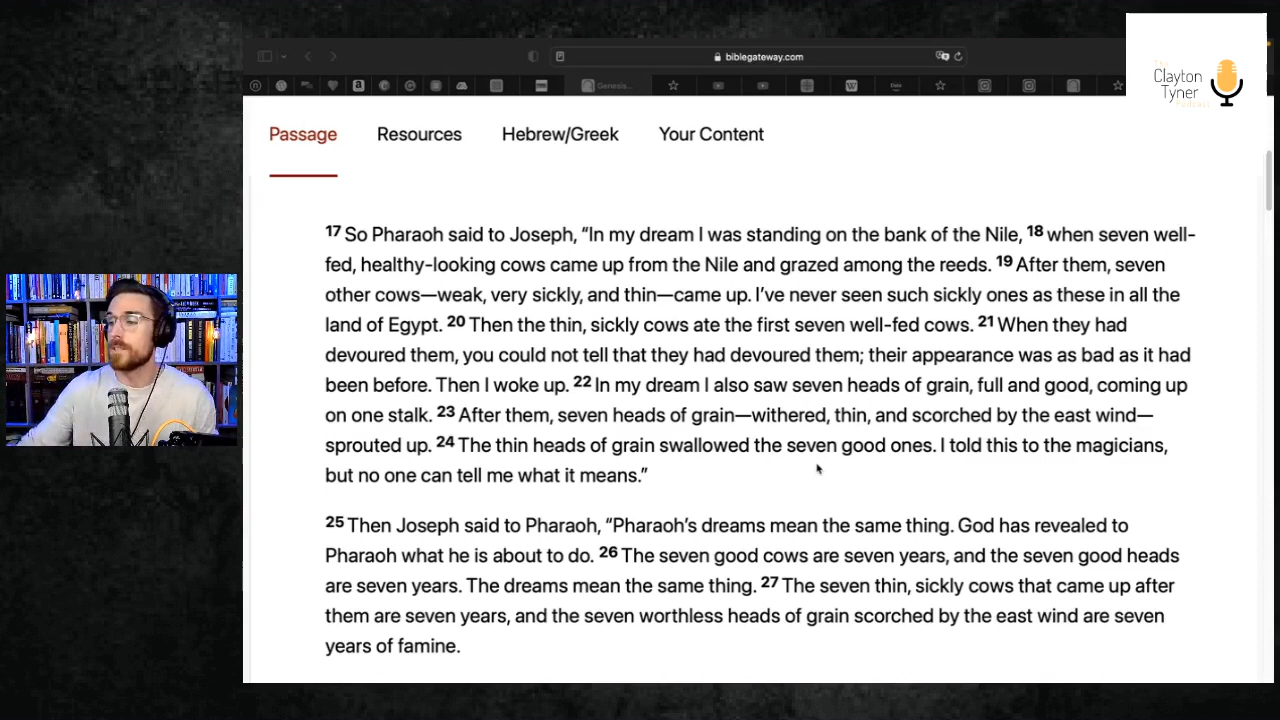 biblegateway.com
The
Clayton
Tyner
Podcast
Genesis...
Passage Resources Hebrew/Greek Your Content
17 So Pharaoh said to Joseph, “In my dream I was standing on the bank of the Nile, 18 when seven well-
fed, healthy-looking cows came up from the Nile and grazed among the reeds. 19 After them, seven
other cows—weak, very sickly, and thin—came up. I’ve never seen such sickly ones as these in all the
land of Egypt. 20 Then the thin, sickly cows ate the first seven well-fed cows. 21 When they had
devoured them, you could not tell that they had devoured them; their appearance was as bad as it had
been before. Then I woke up. 22 In my dream I also saw seven heads of grain, full and good, coming up
on one stalk. 23 After them, seven heads of grain—withered, thin, and scorched by the east wind—
sprouted up. 24 The thin heads of grain swallowed the seven good ones. I told this to the magicians,
but no one can tell me what it means.”
25 Then Joseph said to Pharaoh, “Pharaoh’s dreams mean the same thing. God has revealed to
Pharaoh what he is about to do. 26 The seven good cows are seven years, and the seven good heads
are seven years. The dreams mean the same thing. 27 The seven thin, sickly cows that came up after
them are seven years, and the seven worthless heads of grain scorched by the east wind are seven
years of famine.